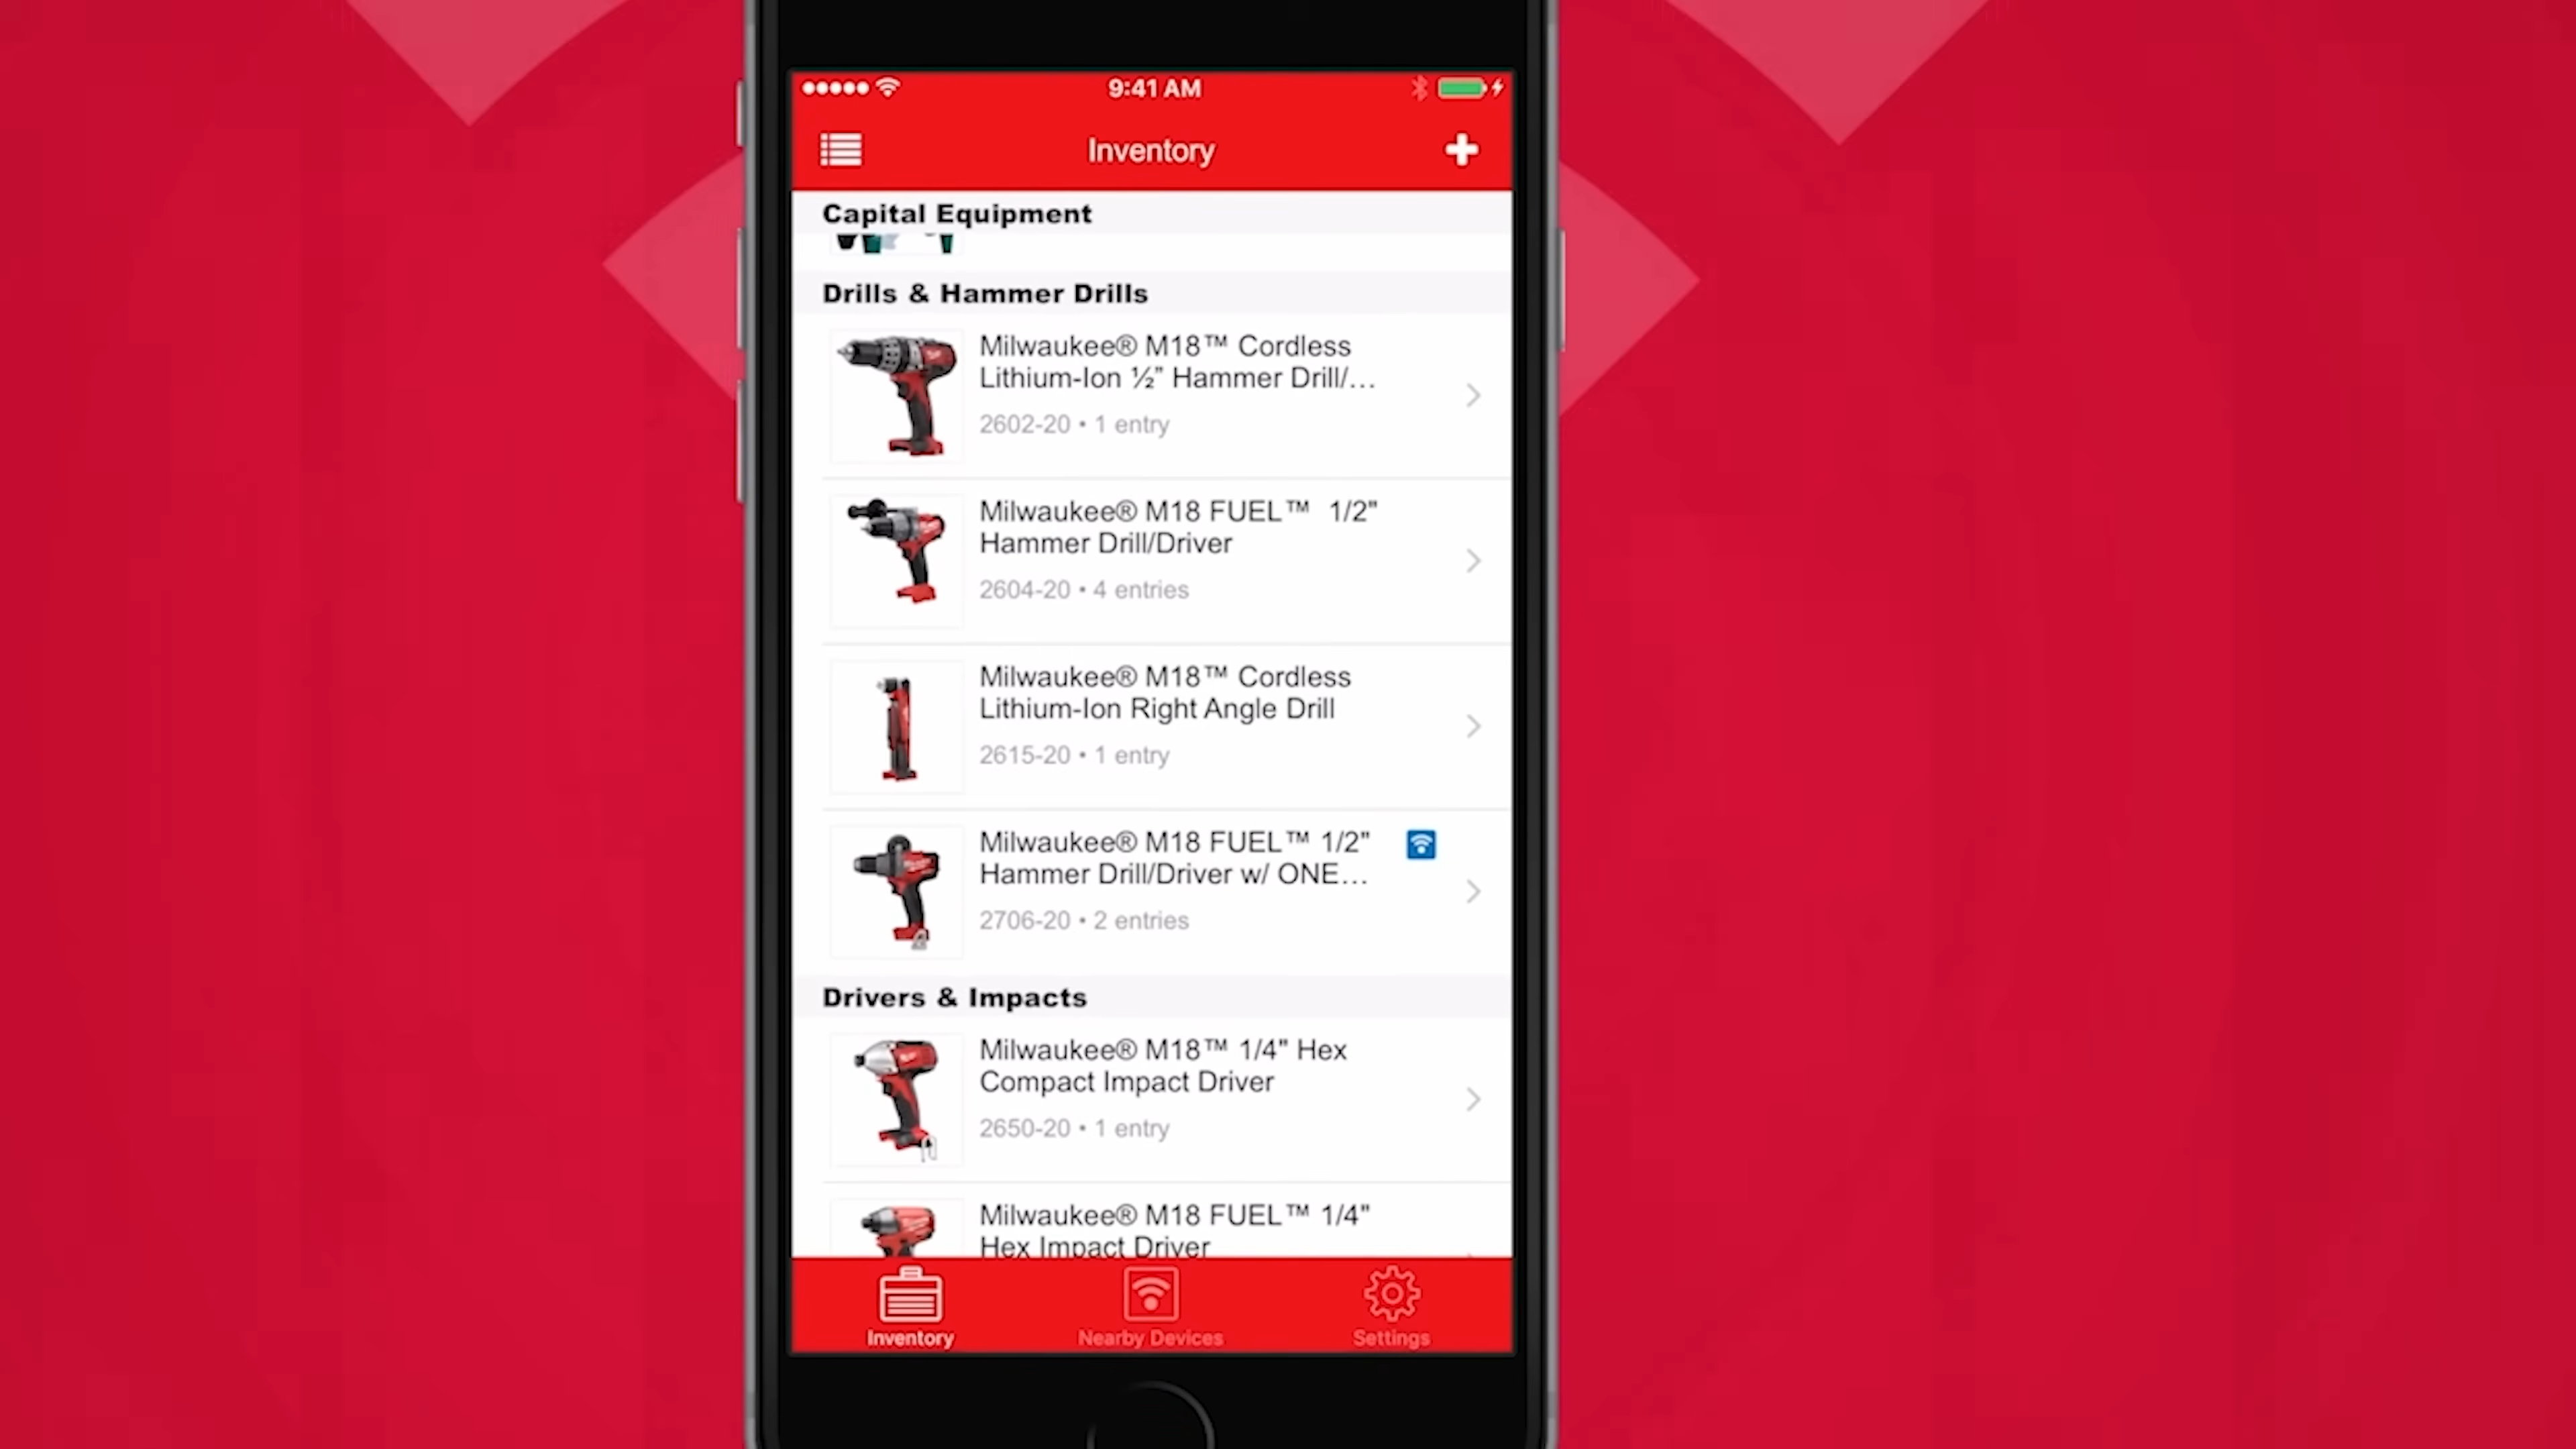 9:41 AM
Inventory
Capital Equipment
Drills & Hammer Drills
Milwaukee® M18™ Cordless
Lithium-Ion ½" Hammer Drill/...
2602-20 • 1 entry
Milwaukee® M18 FUEL™ 1/2"
Hammer Drill/Driver
2604-20 • 4 entries
Milwaukee® M18™ Cordless
Lithium-Ion Right Angle Drill
2615-20 • 1 entry
Milwaukee® M18 FUEL™ 1/2"
Hammer Drill/Driver w/ ONE...
2706-20 • 2 entries
Drivers & Impacts
Milwaukee® M18™ 1/4" Hex
Compact Impact Driver
2650-20 • 1 entry
Milwaukee® M18 FUEL™ 1/4"
Hex Impact Driver
Inventory
Nearby Devices
Settings